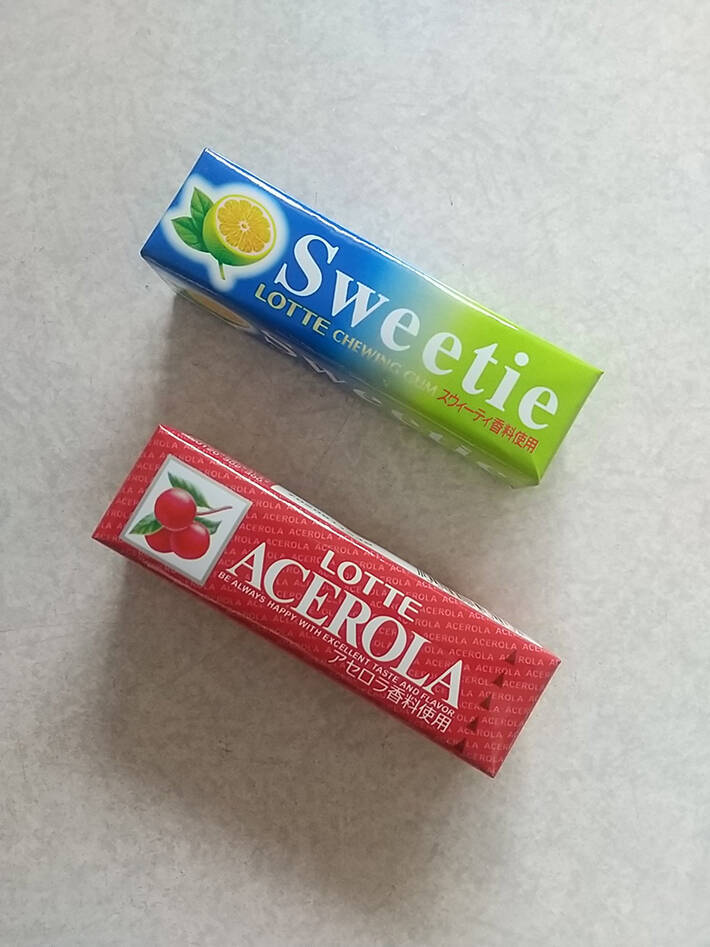 Sweetie
LOTTE CHEWING GUM
スウィーティ香料使用
Sweetie
LOTTE
ACEROLA
BE ALWAYS HAPPY WITH EXCELLENT TASTE AND FLAVOR
アセロラ香料使用